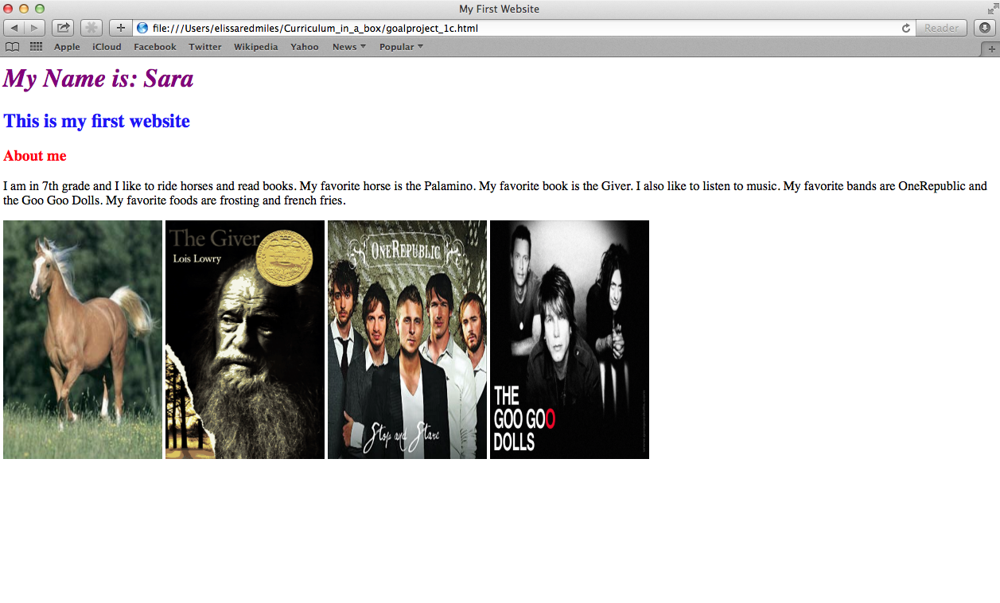 My First Website
file:///Users/elissaredmiles/Curriculum_in_a_box/goalproject_1c.html
Reader
Apple iCloud Facebook Twitter Wikipedia Yahoo News Popular
My Name is: Sara
This is my first website
About me
I am in 7th grade and I like to ride horses and read books. My favorite horse is the Palamino. My favorite book is the Giver. I also like to listen to music. My favorite bands are OneRepublic and
the Goo Goo Dolls. My favorite foods are frosting and french fries.
The Giver
Lois Lowry
OneRepublic
Stop and Stare
THE
GOO GOO
DOLLS